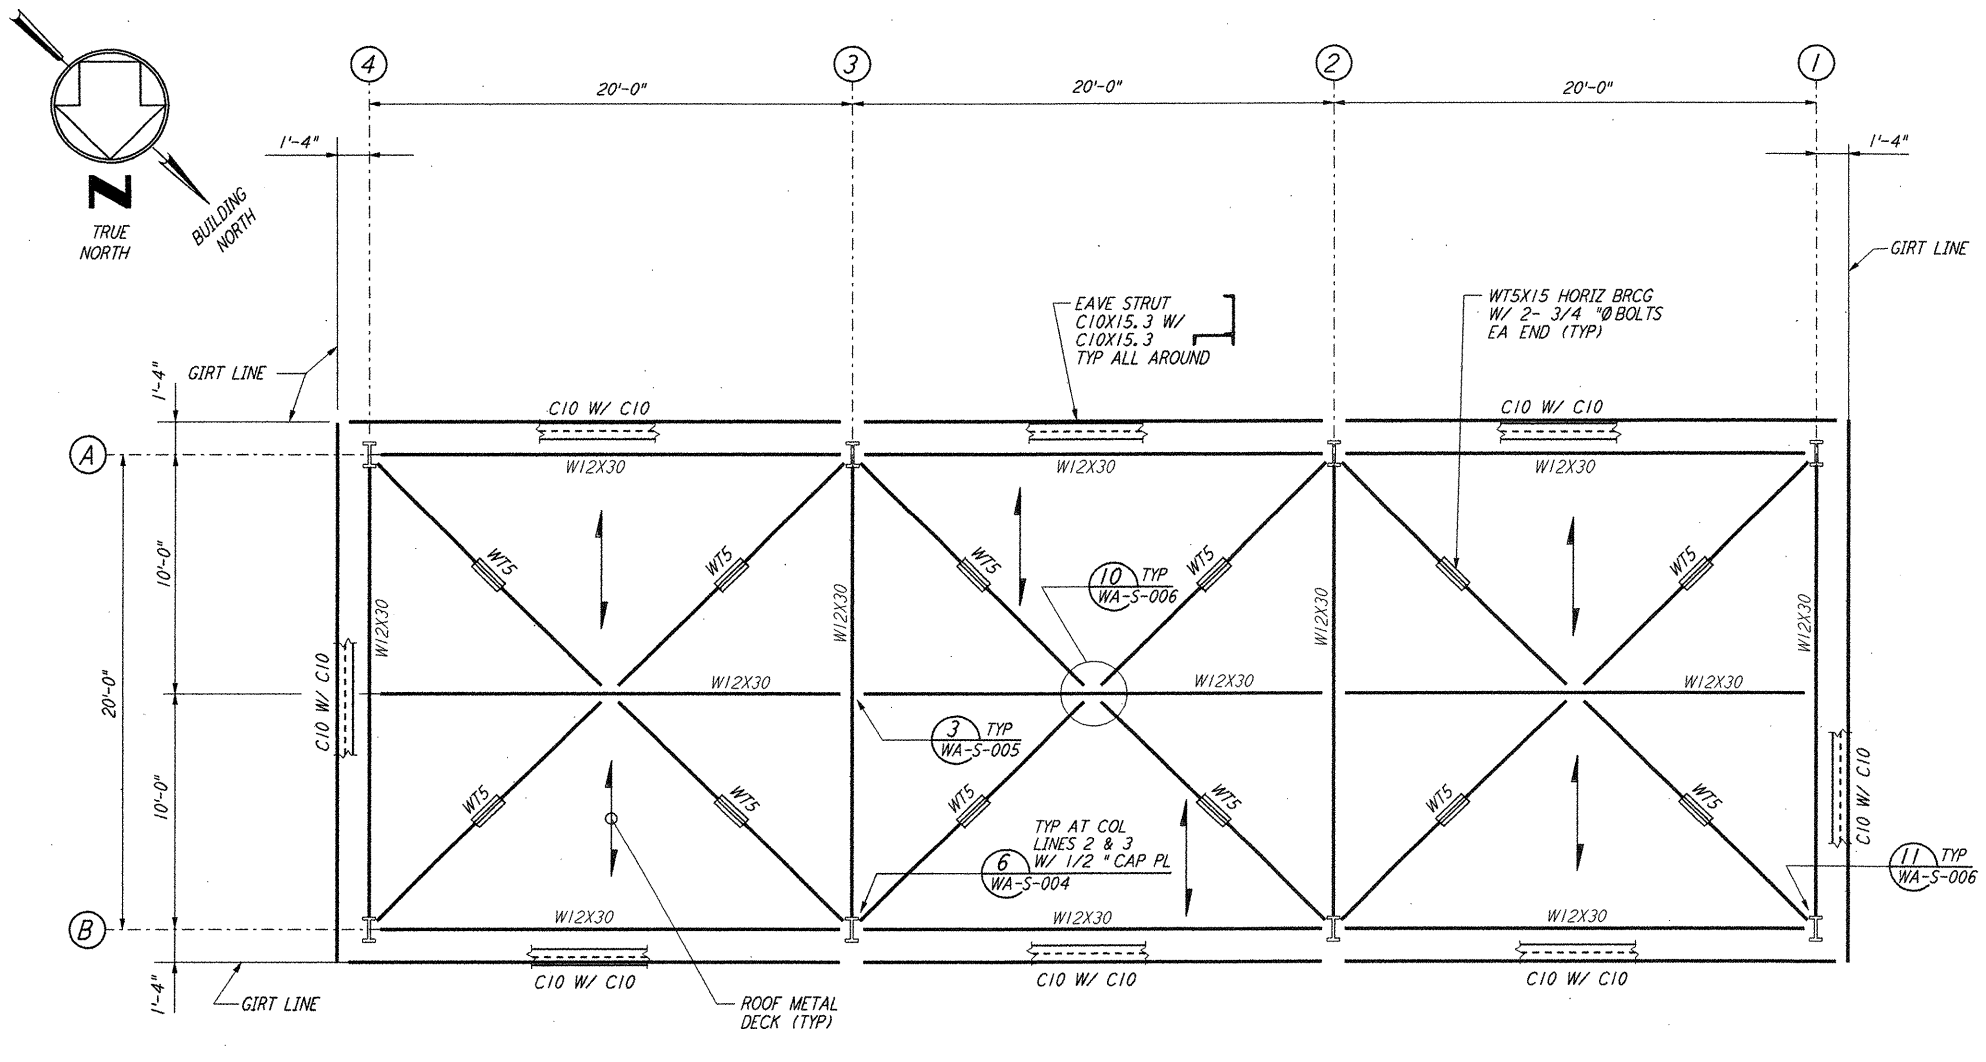 4
3
2
1
20'-0"
20'-0"
20'-0"
1'-4"
1'-4"
N
TRUE
NORTH
BUILDING
NORTH
GIRT LINE
EAVE STRUT
C10X15.3 W/
C10X15.3
TYP ALL AROUND
WT5X15 HORIZ BRCG
W/ 2- 3/4 "Ø BOLTS
EA END (TYP)
GIRT LINE
1'-4"
C10 W/ C10
C10 W/ C10
A
W12X30
W12X30
W12X30
10'-0"
WT5
WT5
WT5
WT5
WT5
10 TYP
WA-S-006
W12X30
W12X30
W12X30
W12X30
20'-0"
C10 W/ C10
W12X30
W12X30
W12X30
3 TYP
WA-S-005
C10 W/ C10
10'-0"
WT5
WT5
WT5
WT5
WT5
WT5
TYP AT COL
LINES 2 & 3
W/ 1/2 " CAP PL
6
WA-S-004
11 TYP
WA-S-006
B
W12X30
W12X30
W12X30
1'-4"
C10 W/ C10
C10 W/ C10
C10 W/ C10
GIRT LINE
ROOF METAL
DECK (TYP)